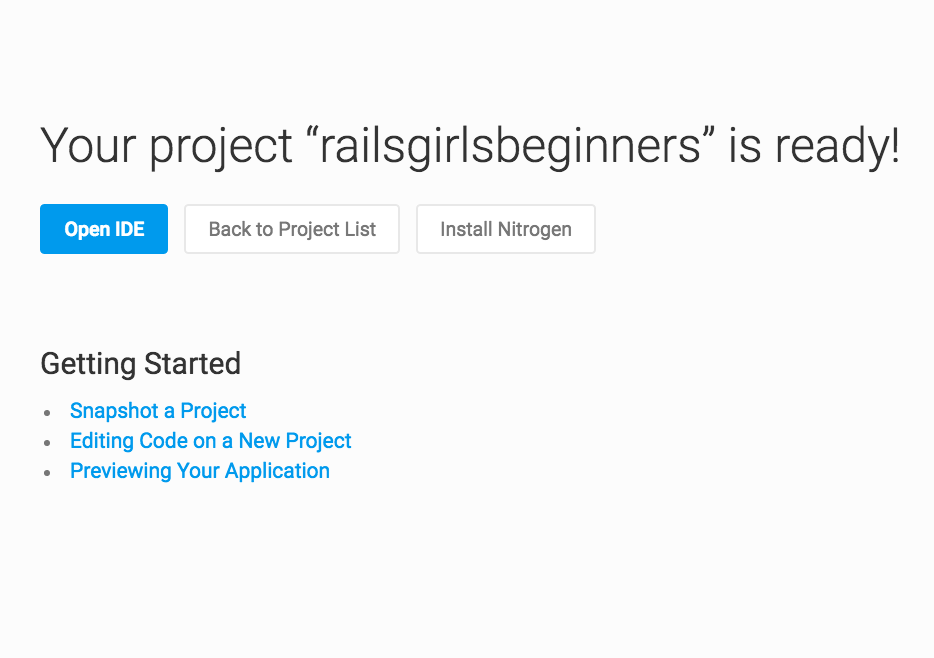 Your project “railsgirlsbeginners” is ready!
Open IDE
Back to Project List
Install Nitrogen
Getting Started
Snapshot a Project
Editing Code on a New Project
Previewing Your Application